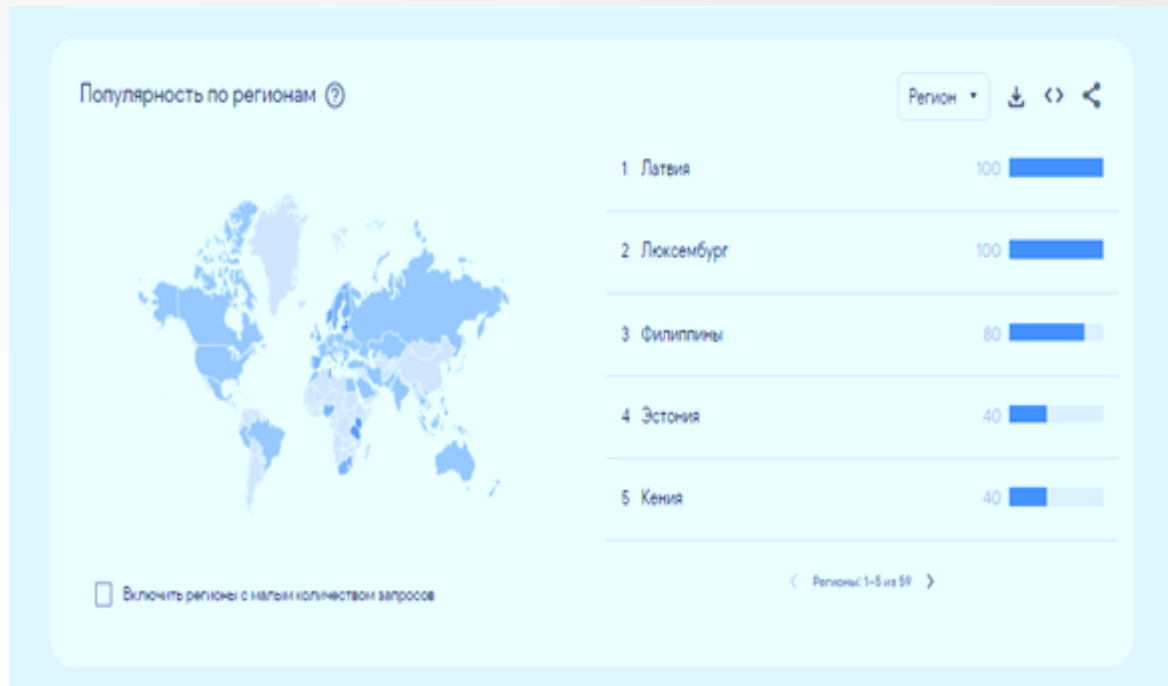 Популярность по регионам
Регион
1 Латвия 100
2 Люксембург 100
3 Филиппины 80
4 Эстония 40
5 Кения 40
Включить регионы с малым количеством запросов
Регионы: 1–5 из 59